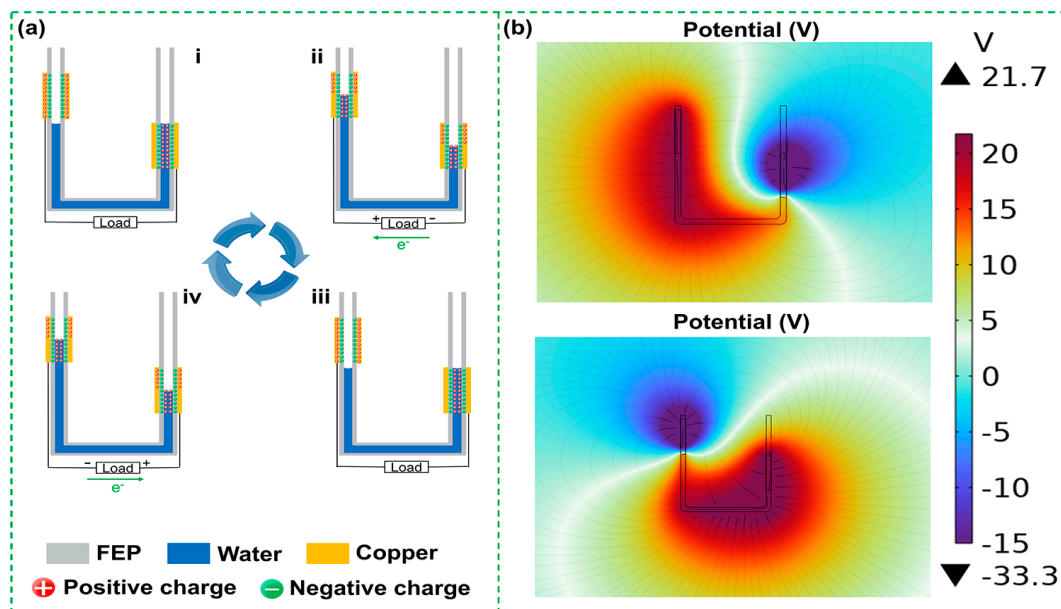 (a)
i
ii
Load
+ Load −
e-
iv
iii
− Load +
e-
Load
FEP Water Copper
+ Positive charge − Negative charge
(b)
Potential (V)
Potential (V)
V
▲ 21.7
20
15
10
5
0
-5
-10
-15
▼ -33.3